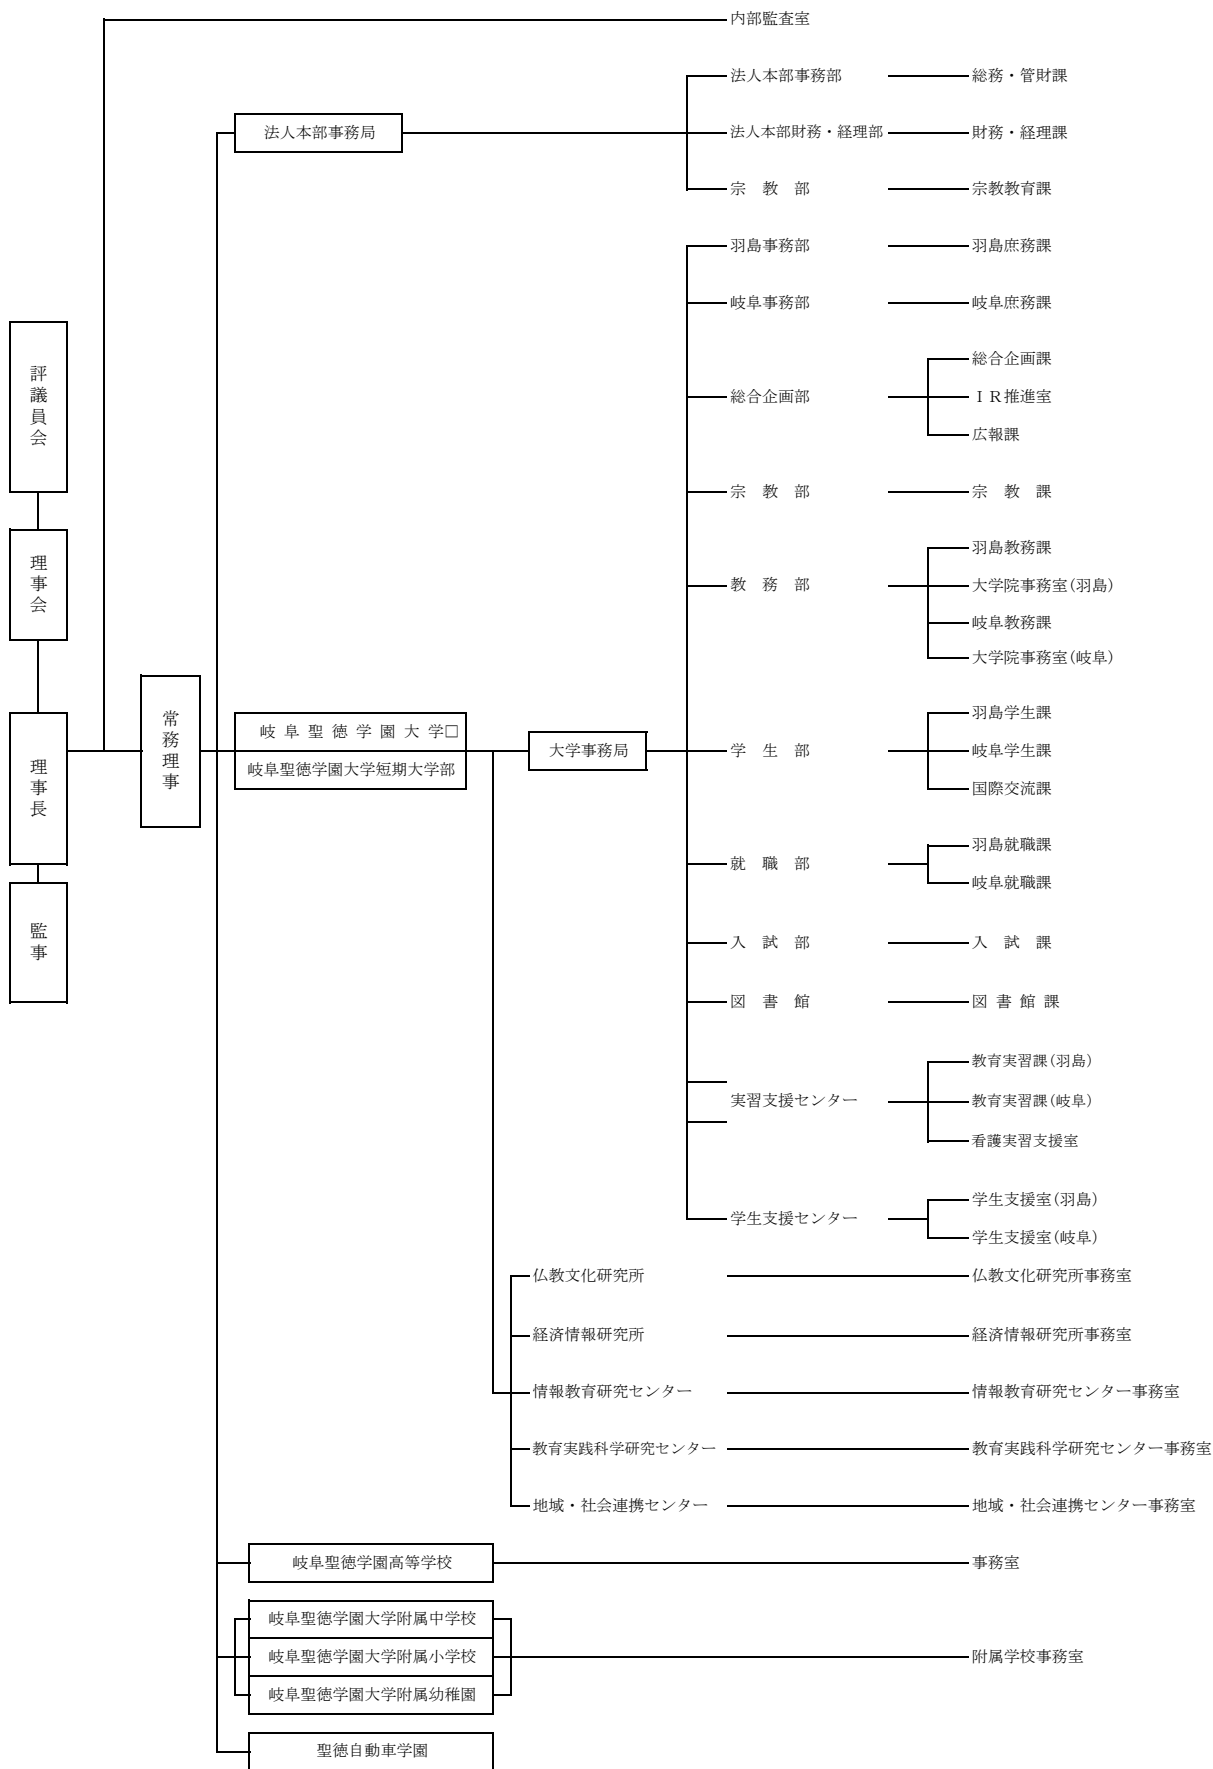 内部監査室
法人本部事務部 総務・管財課
法人本部事務局 法人本部財務・経理部 財務・経理課
宗 教 部 宗教教育課
羽島事務部 羽島庶務課
岐阜事務部 岐阜庶務課
評議員会
総合企画課
総合企画部 ＩＲ推進室
広報課
宗 教 部 宗 教 課
理事会
羽島教務課
教 務 部 大学院事務室(羽島)
岐阜教務課
大学院事務室(岐阜)
理事長
常務理事
岐 阜 聖 徳 学 園 大 学□
岐阜聖徳学園大学短期大学部
大学事務局
羽島学生課
学 生 部 岐阜学生課
国際交流課
羽島就職課
就 職 部
岐阜就職課
監事
入 試 部 入 試 課
図 書 館 図 書 館 課
教育実習課(羽島)
実習支援センター 教育実習課(岐阜)
看護実習支援室
学生支援室(羽島)
学生支援センター
学生支援室(岐阜)
仏教文化研究所 仏教文化研究所事務室
経済情報研究所 経済情報研究所事務室
情報教育研究センター 情報教育研究センター事務室
教育実践科学研究センター 教育実践科学研究センター事務室
地域・社会連携センター 地域・社会連携センター事務室
岐阜聖徳学園高等学校 事務室
岐阜聖徳学園大学附属中学校
岐阜聖徳学園大学附属小学校 附属学校事務室
岐阜聖徳学園大学附属幼稚園
聖徳自動車学園